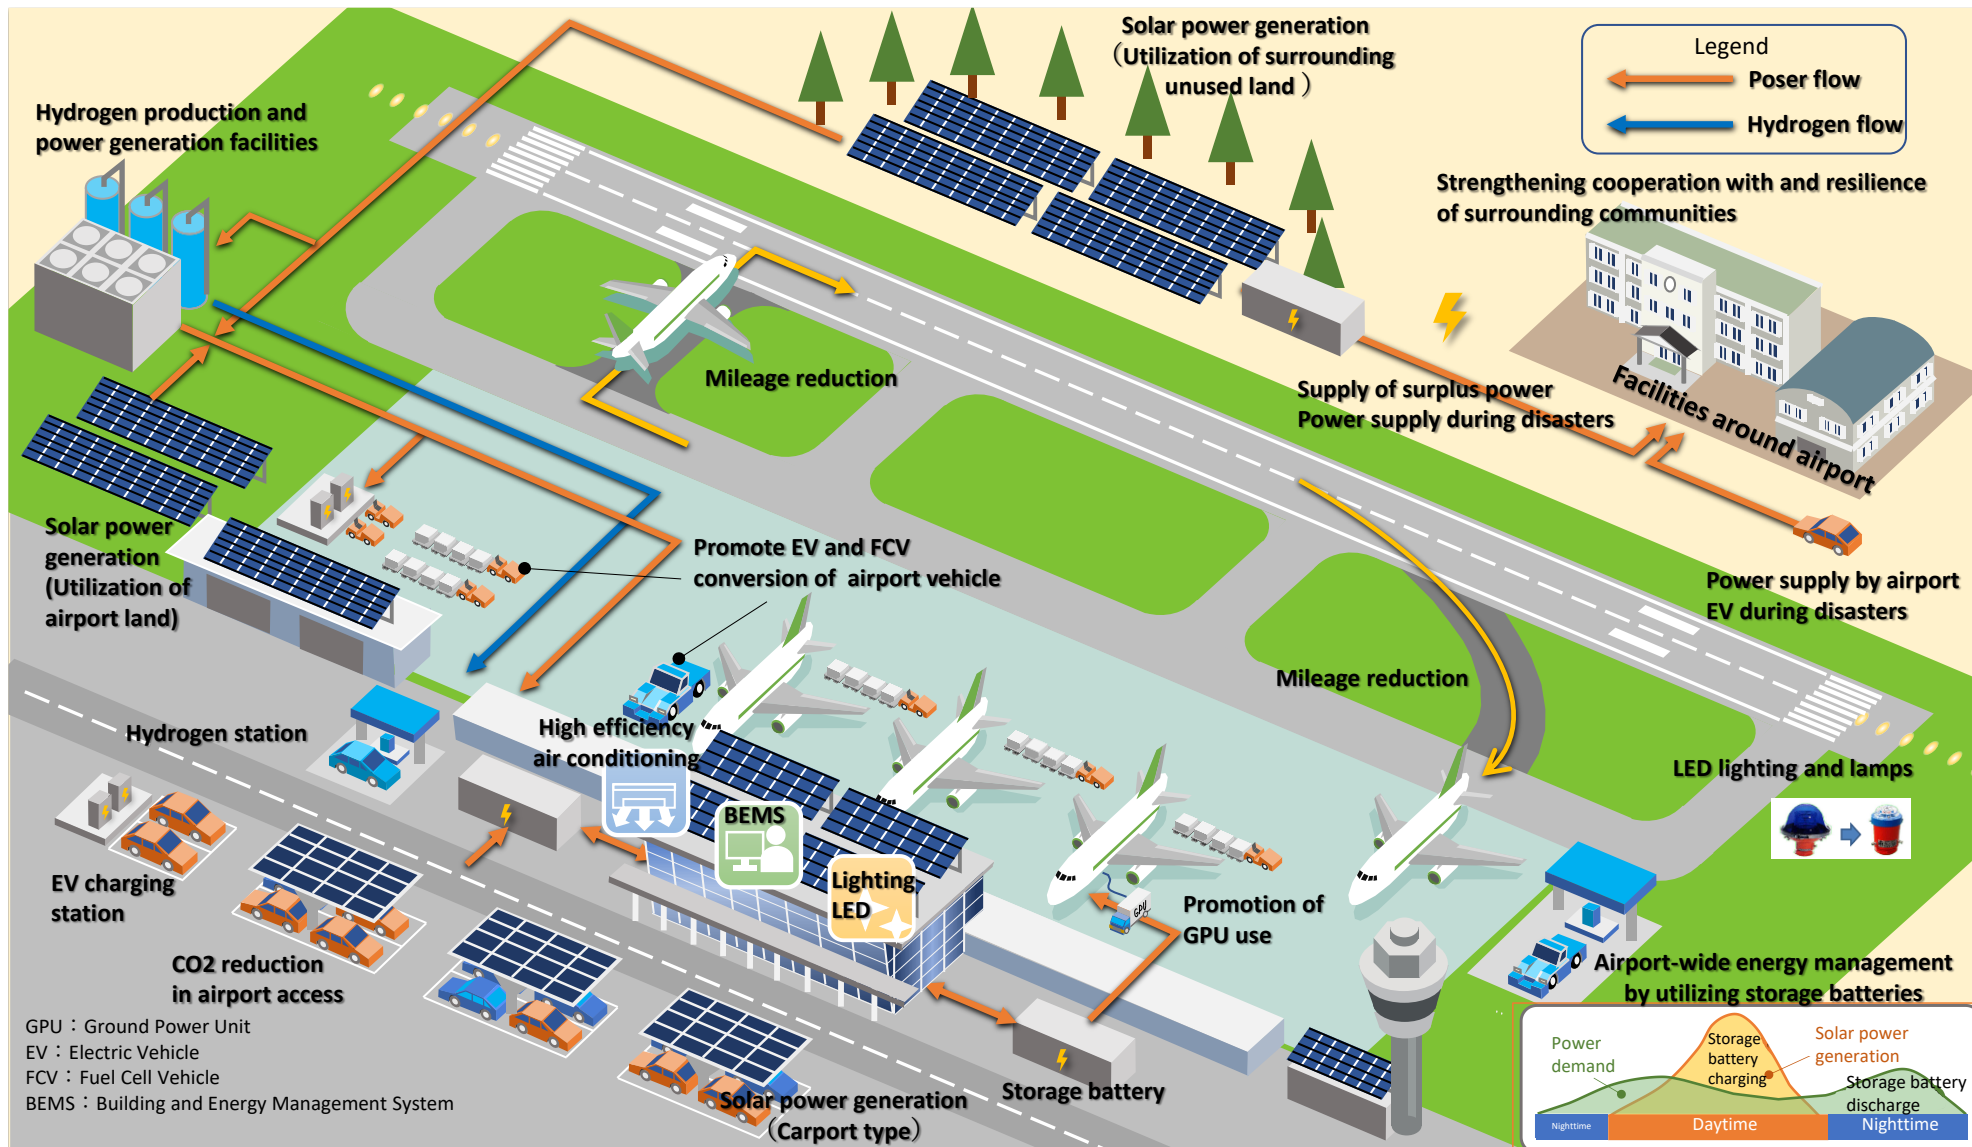 Solar power generation
（Utilization of surrounding
unused land ）
Legend
Poser flow
Hydrogen flow
Hydrogen production and
power generation facilities
Strengthening cooperation with and resilience
of surrounding communities
Mileage reduction
Supply of surplus power
Power supply during disasters
Facilities around airport
Solar power
generation
(Utilization of
airport land)
Promote EV and FCV
conversion of airport vehicle
Power supply by airport
EV during disasters
Mileage reduction
Hydrogen station
High efficiency
air conditioning
LED lighting and lamps
BEMS
Lighting
LED
EV charging
station
GPU
Promotion of
GPU use
CO2 reduction
in airport access
Airport-wide energy management
by utilizing storage batteries
GPU：Ground Power Unit
EV：Electric Vehicle
FCV：Fuel Cell Vehicle
BEMS：Building and Energy Management System
Storage battery
Solar power generation
（Carport type）
Power
demand
Storage
battery
charging
Solar power
generation
Storage battery
discharge
Nighttime
Daytime
Nighttime